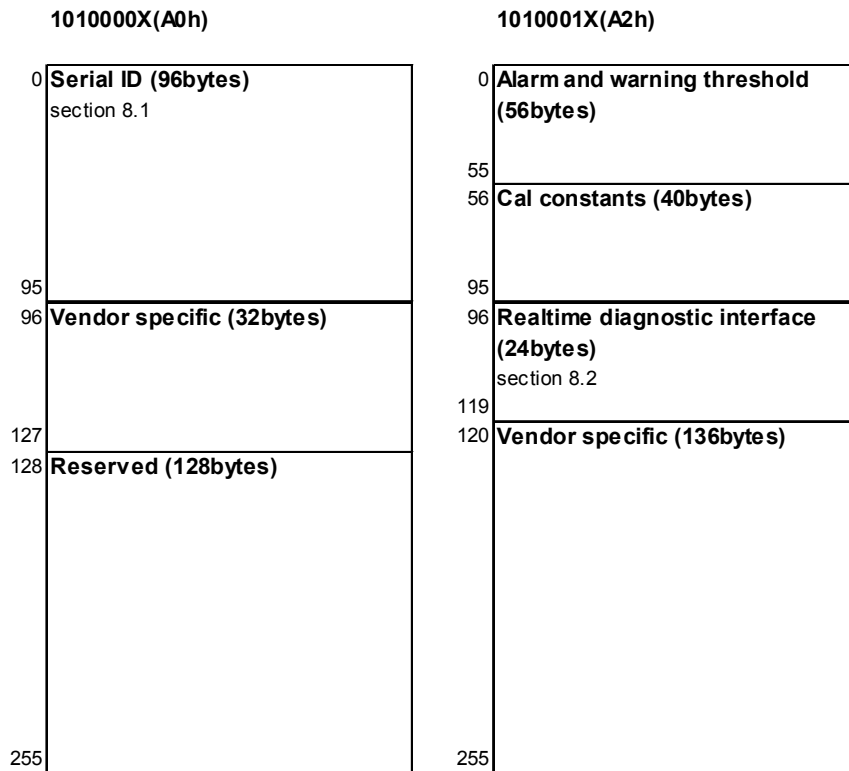 1010000X(A0h)
0 Serial ID (96bytes)
section 8.1
95
96 Vendor specific (32bytes)
127
128 Reserved (128bytes)
255
1010001X(A2h)
0 Alarm and warning threshold
(56bytes)
55
56 Cal constants (40bytes)
95
96 Realtime diagnostic interface
(24bytes)
section 8.2
119
120 Vendor specific (136bytes)
255